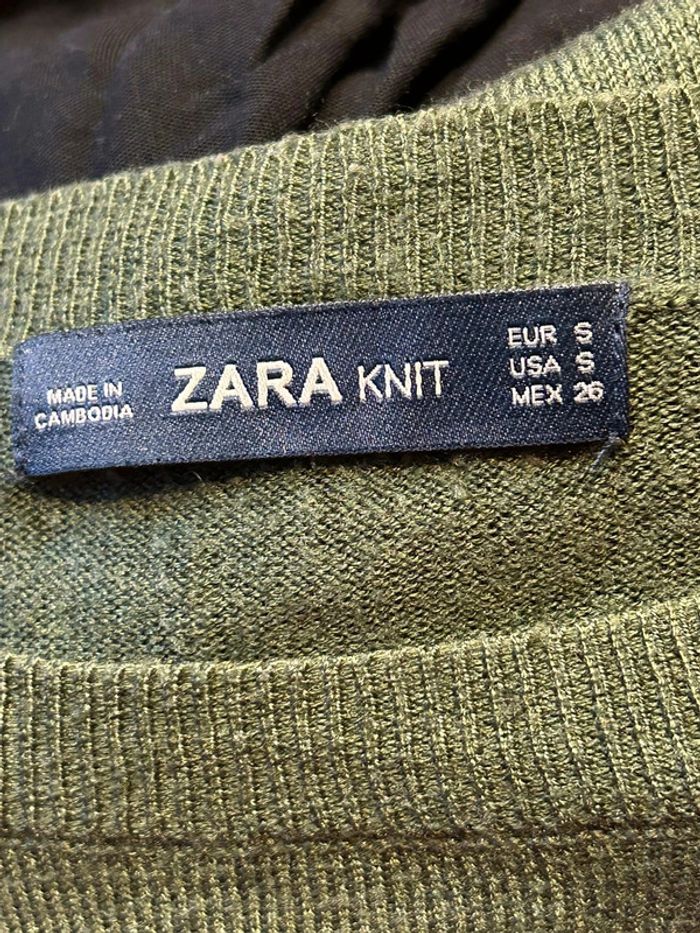 MADE IN
CAMBODIA
ZARA KNIT
EUR S
USA S
MEX 26